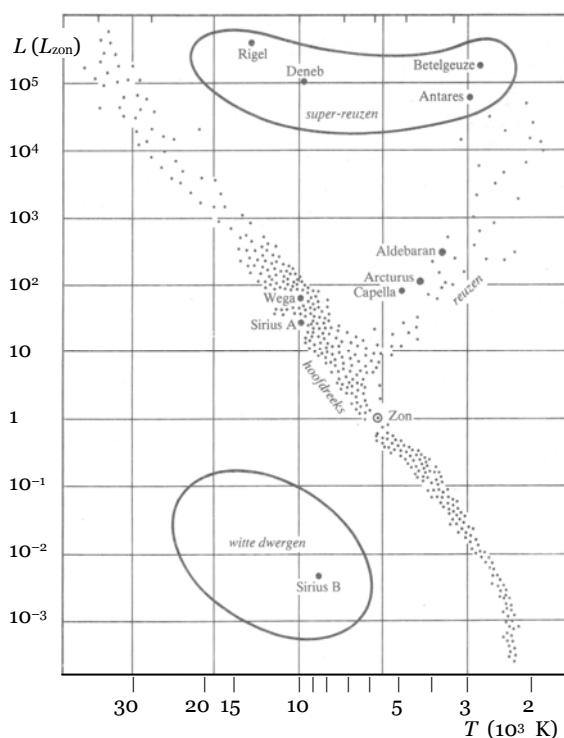 L (Lzon)
10⁵
10⁴
10³
10²
10
1
10⁻¹
10⁻²
10⁻³
Rigel
Deneb
Betelgeuze
Antares
super-reuzen
Aldebaran
Arcturus
Capella
reuzen
Wega
Sirius A
hoofdreeks
Zon
witte dwergen
Sirius B
30 20 15 10 5 3 2
T (10³ K)